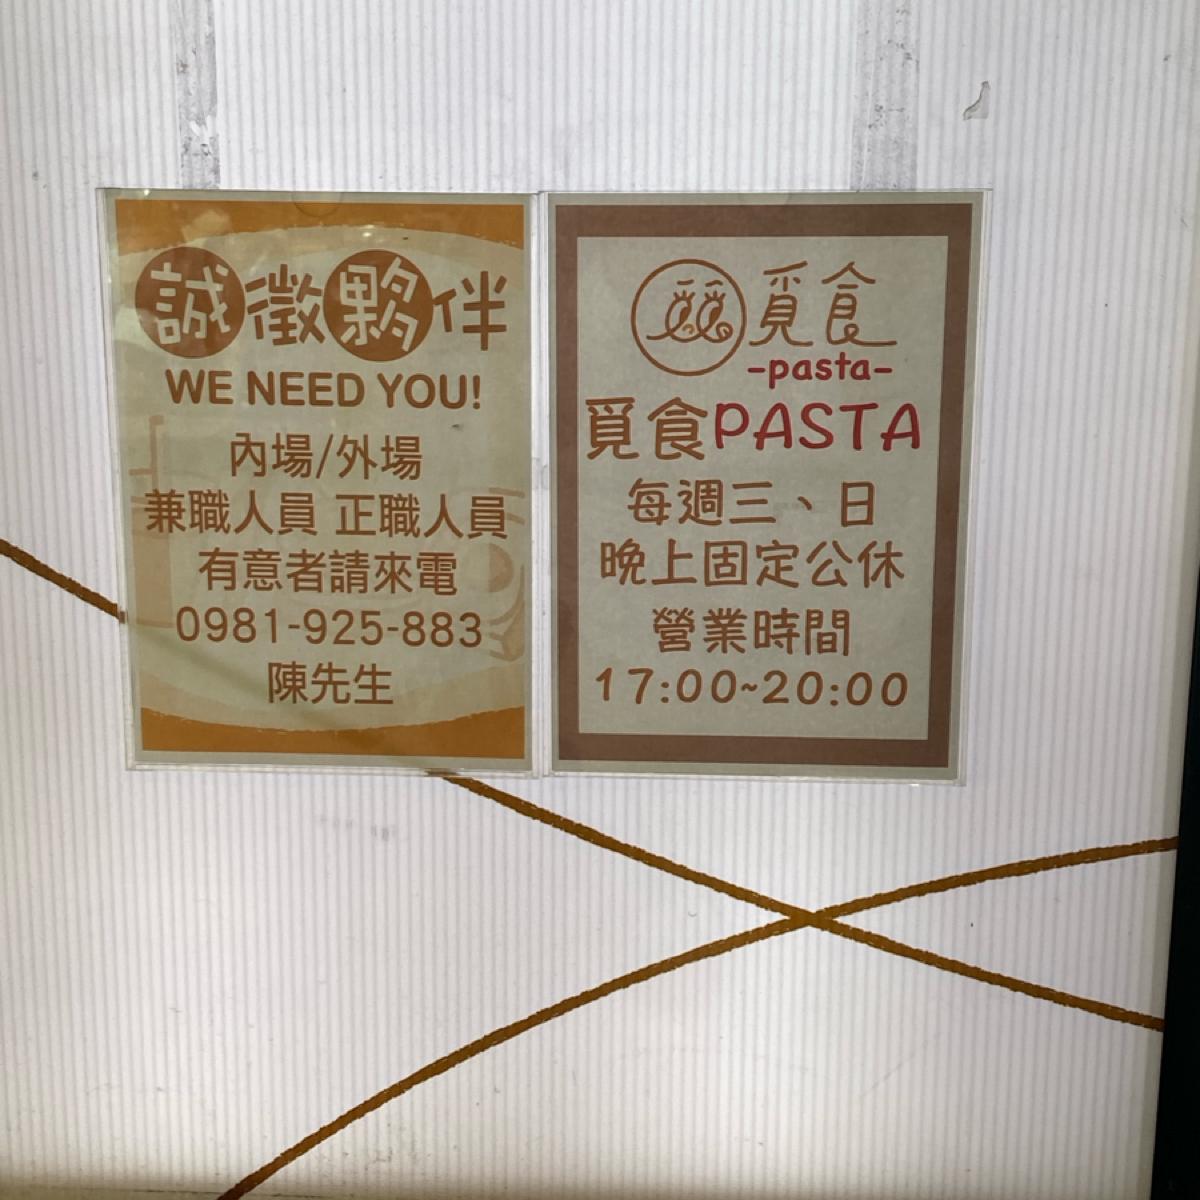 誠徵夥伴
WE NEED YOU!
內場/外場
兼職人員 正職人員
有意者請來電
0981-925-883
陳先生
覓食
-pasta-
覓食PASTA
每週三、日
晚上固定公休
營業時間
17:00~20:00